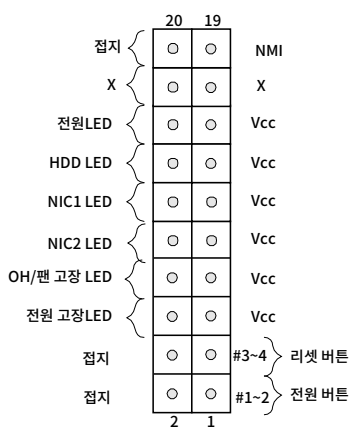 20 19
접지 NMI
X X
전원LED Vcc
HDD LED Vcc
NIC1 LED Vcc
NIC2 LED Vcc
OH/팬 고장 LED Vcc
전원 고장LED Vcc
접지 #3~4 리셋 버튼
접지 #1~2 전원 버튼
2 1